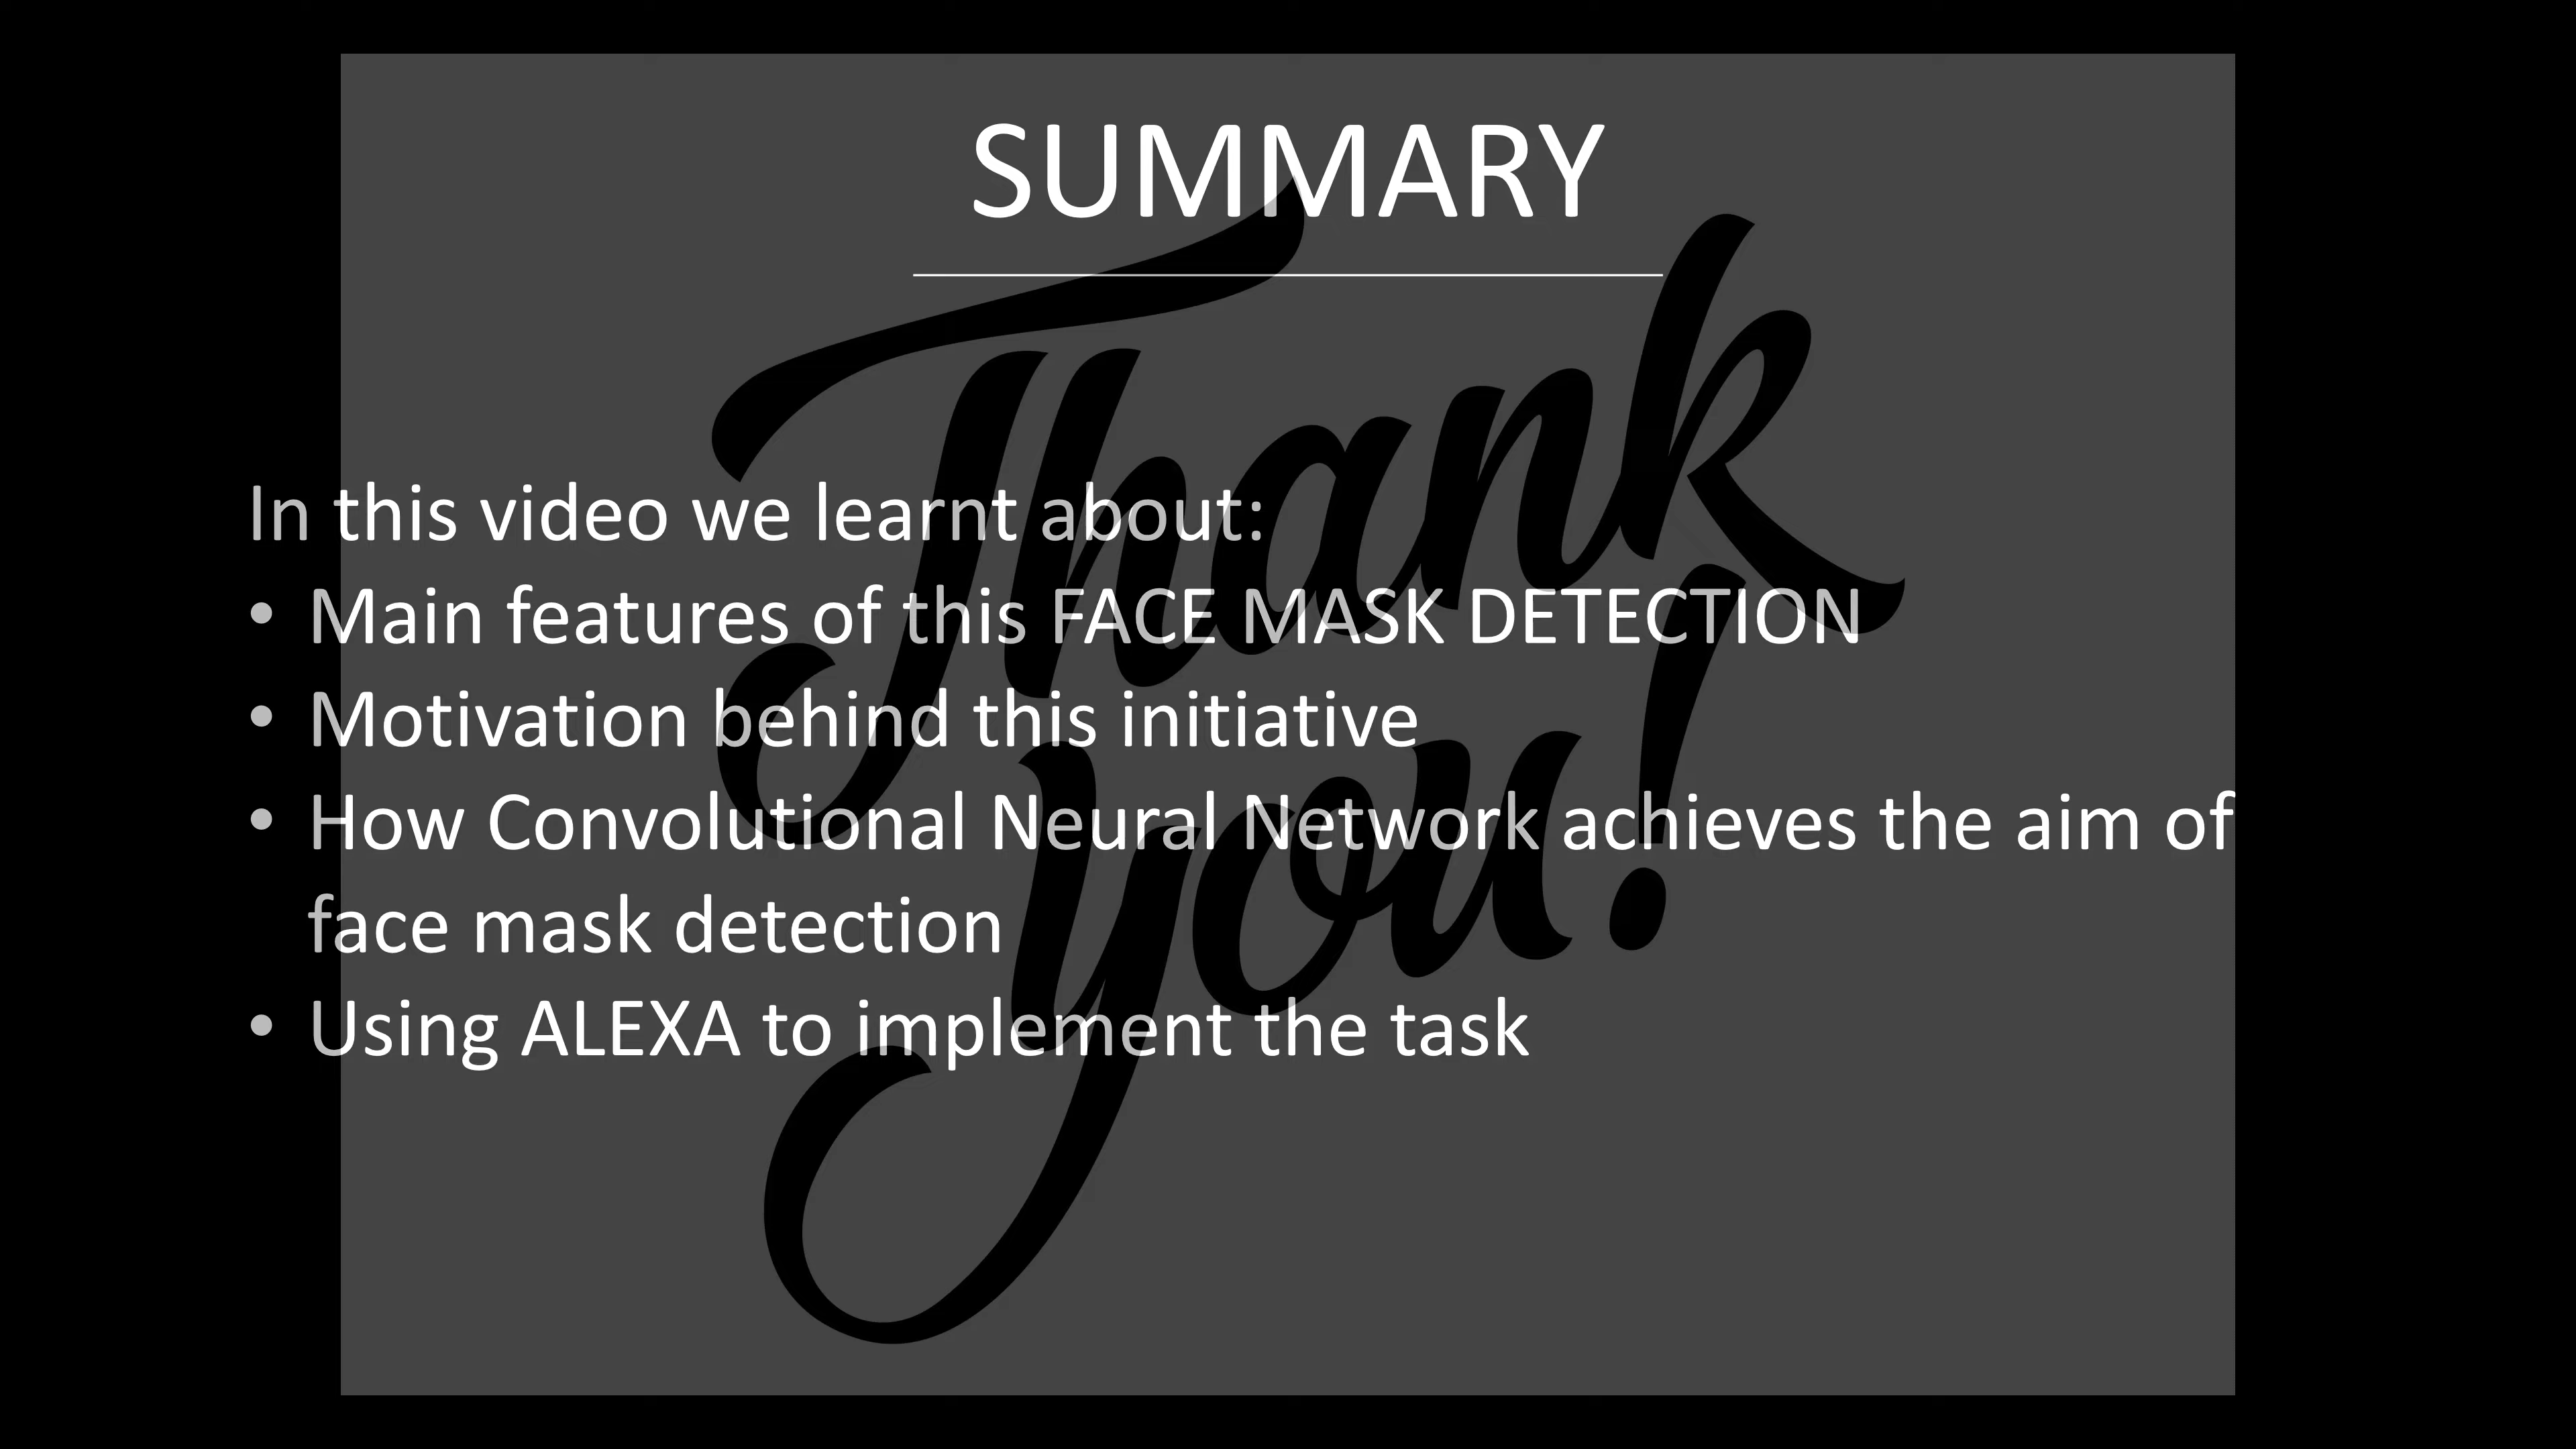 SUMMARY
Thank
you!
In this video we learnt about:
• Main features of this FACE MASK DETECTION
• Motivation behind this initiative
• How Convolutional Neural Network achieves the aim of
face mask detection
• Using ALEXA to implement the task